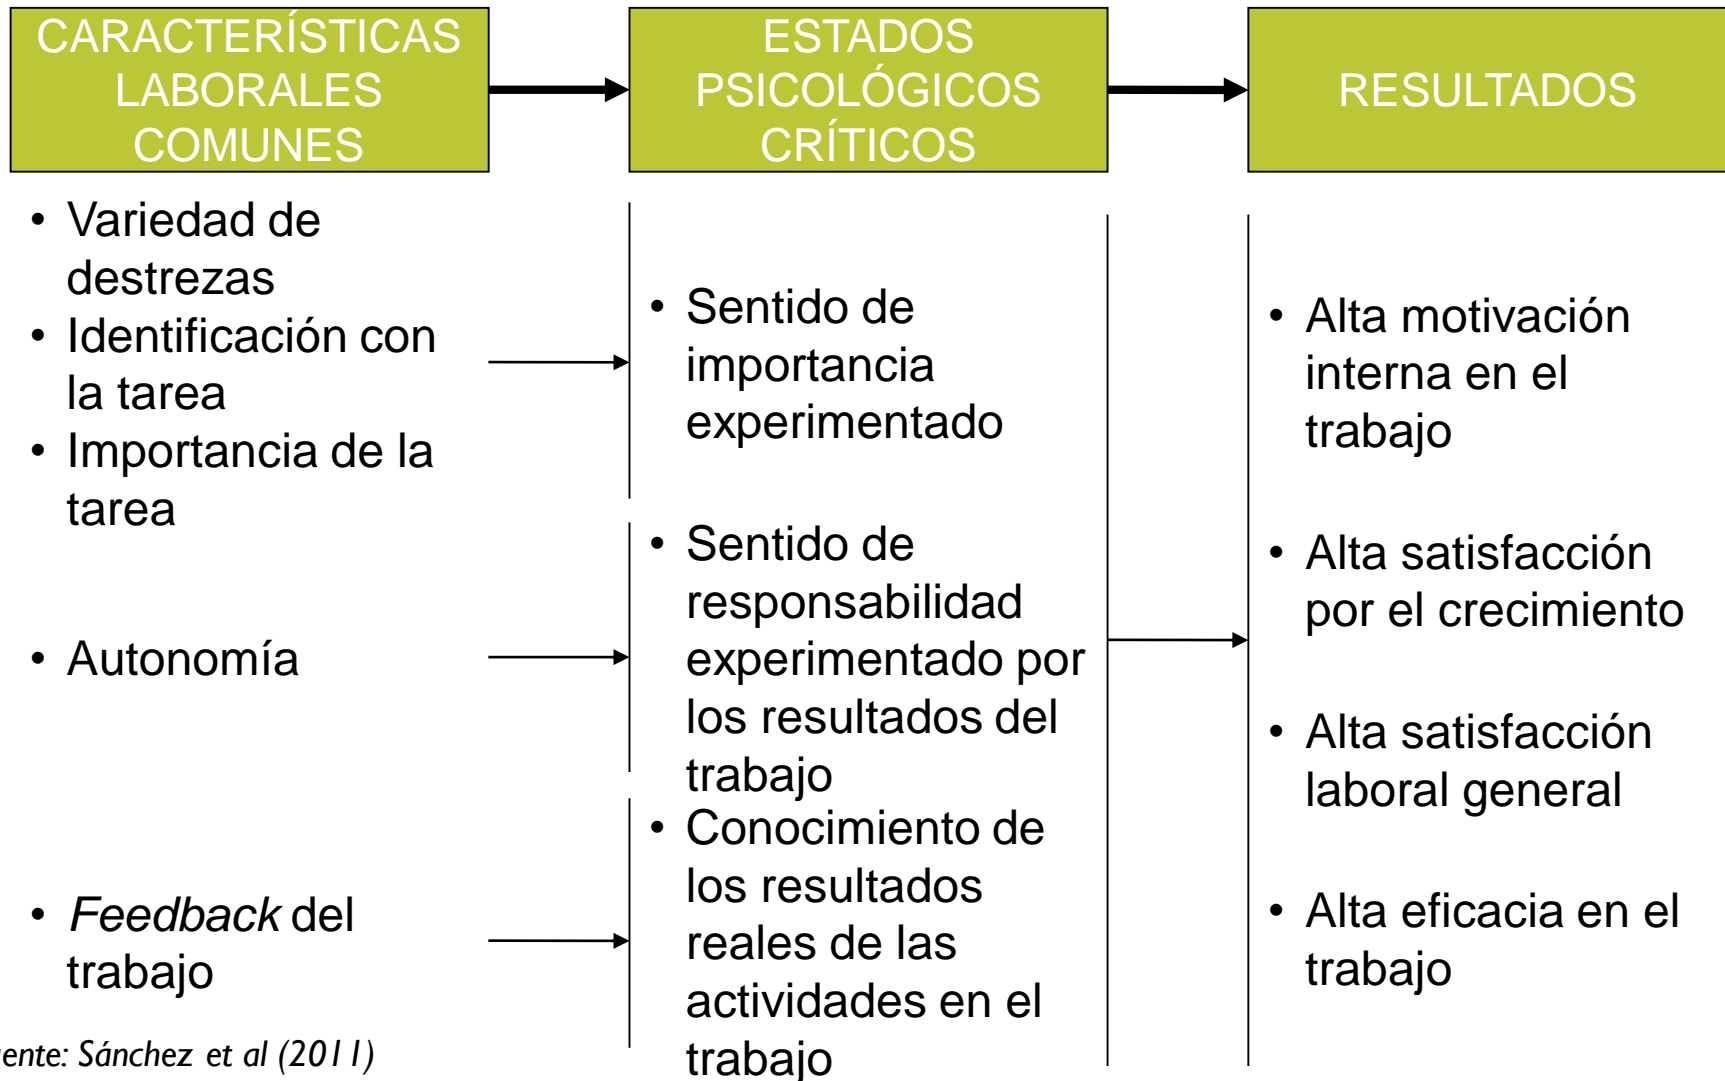 CARACTERÍSTICAS
LABORALES
COMUNES
ESTADOS
PSICOLÓGICOS
CRÍTICOS
RESULTADOS
• Variedad de
destrezas
• Identificación con
la tarea
• Importancia de la
tarea
• Autonomía
• Feedback del
trabajo
• Sentido de
importancia
experimentado
• Sentido de
responsabilidad
experimentado por
los resultados del
trabajo
• Conocimiento de
los resultados
reales de las
actividades en el
trabajo
• Alta motivación
interna en el
trabajo
• Alta satisfacción
por el crecimiento
• Alta satisfacción
laboral general
• Alta eficacia en el
trabajo
uente: Sánchez et al (2011)